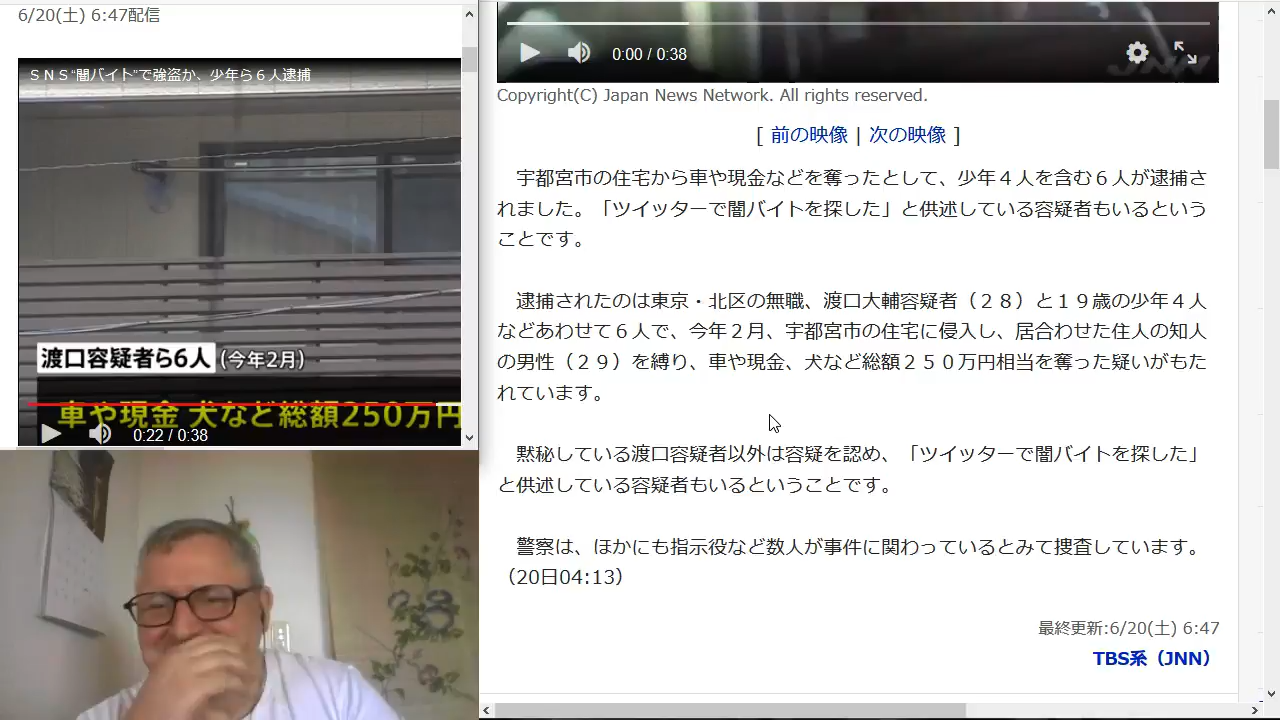 6/20(土) 6:47配信
ＳＮＳ“闇バイト”で強盗か、少年ら６人逮捕
渡口容疑者ら6人 (今年2月)
車や現金 犬など総額250万円
0:22 / 0:38
0:00 / 0:38
JNN
Copyright(C) Japan News Network. All rights reserved.
[ 前の映像 | 次の映像 ]
宇都宮市の住宅から車や現金などを奪ったとして、少年４人を含む６人が逮捕さ
れました。「ツイッターで闇バイトを探した」と供述している容疑者もいるという
ことです。
逮捕されたのは東京・北区の無職、渡口大輔容疑者（２８）と１９歳の少年４人
などあわせて６人で、今年２月、宇都宮市の住宅に侵入し、居合わせた住人の知人
の男性（２９）を縛り、車や現金、犬など総額２５０万円相当を奪った疑いがもた
れています。
黙秘している渡口容疑者以外は容疑を認め、「ツイッターで闇バイトを探した」
と供述している容疑者もいるということです。
警察は、ほかにも指示役など数人が事件に関わっているとみて捜査しています。
（20日04:13）
最終更新:6/20(土) 6:47
TBS系（JNN）